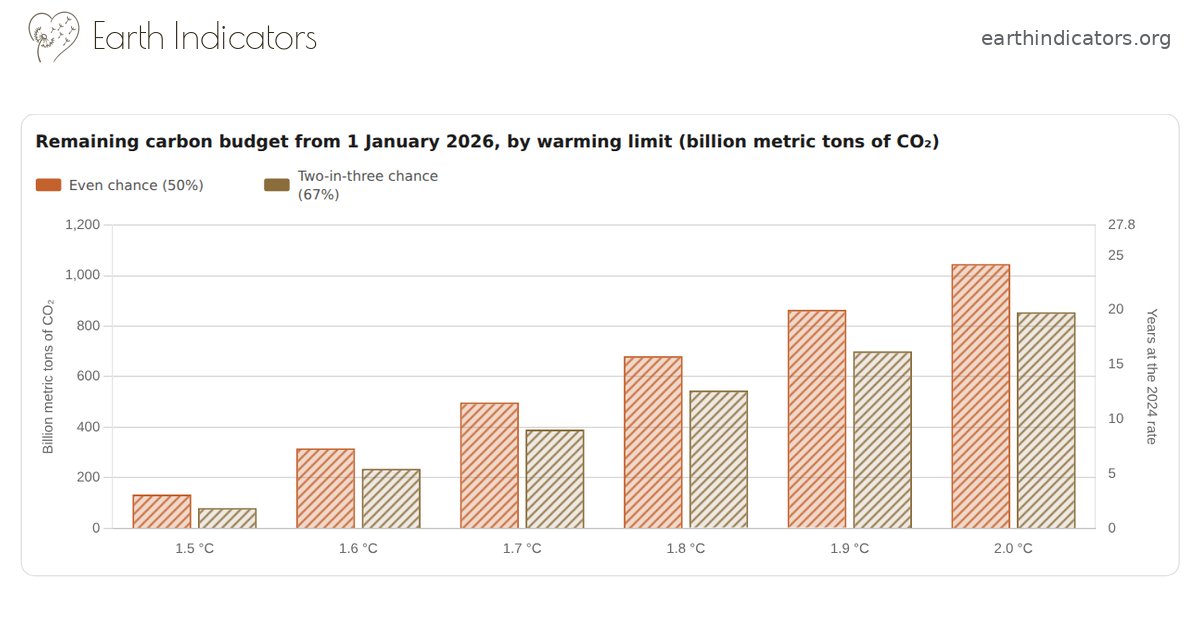 Earth Indicators
earthindicators.org
Remaining carbon budget from 1 January 2026, by warming limit (billion metric tons of CO₂)
Even chance (50%)
Two-in-three chance
(67%)
Billion metric tons of CO₂
1,200
1,000
800
600
400
200
0
27.8
25
20
15
10
5
0
Years at the 2024 rate
1.5 °C
1.6 °C
1.7 °C
1.8 °C
1.9 °C
2.0 °C